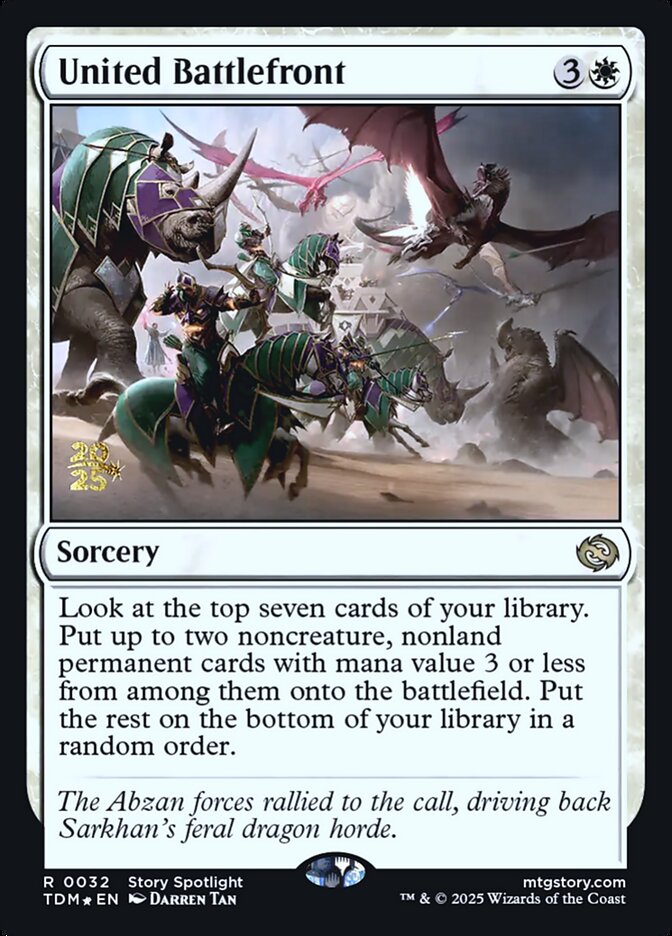 United Battlefront
3
20
25
Sorcery
Look at the top seven cards of your library.
Put up to two noncreature, nonland
permanent cards with mana value 3 or less
from among them onto the battlefield. Put
the rest on the bottom of your library in a
random order.
The Abzan forces rallied to the call, driving back
Sarkhan's feral dragon horde.
R 0032 Story Spotlight mtgstory.com
TDM★EN Darren Tan ™ & © 2025 Wizards of the Coast